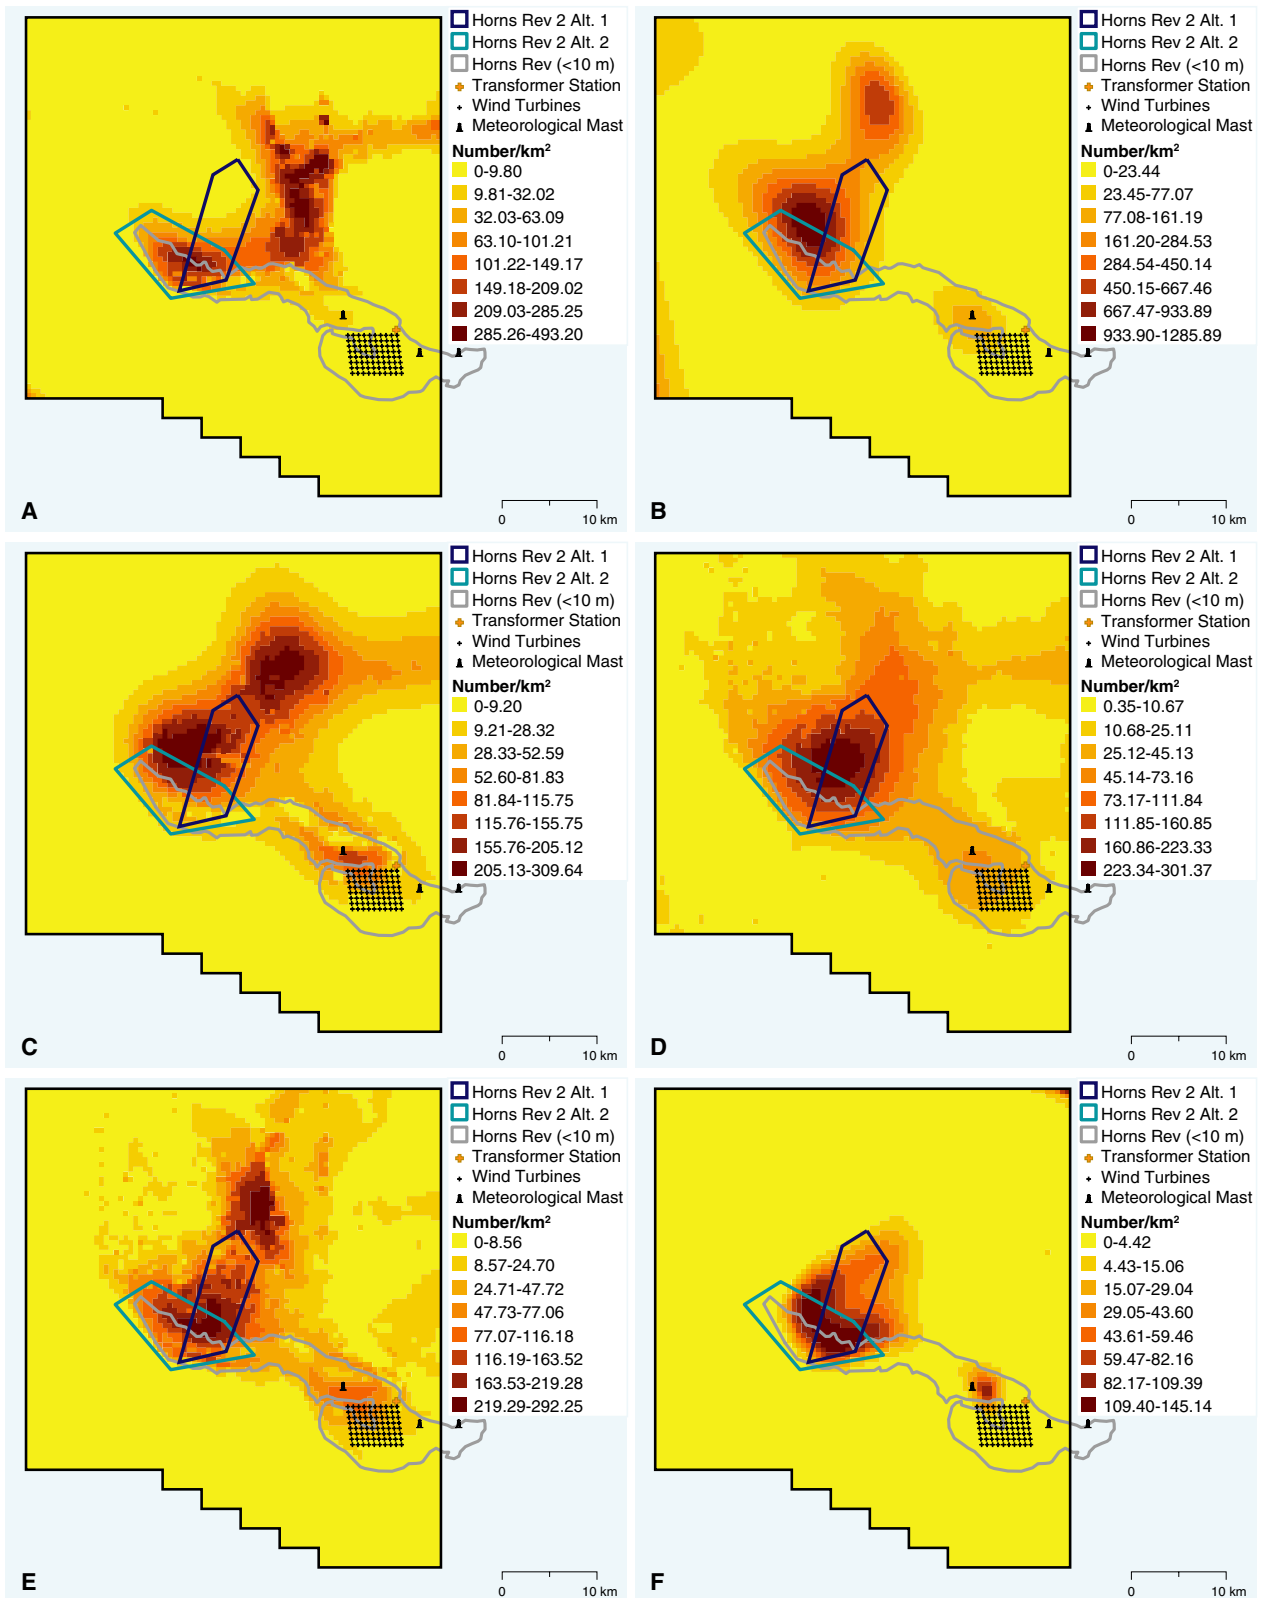 Horns Rev 2 Alt. 1
Horns Rev 2 Alt. 2
Horns Rev (<10 m)
Transformer Station
Wind Turbines
Meteorological Mast
Number/km²
0-9.80
9.81-32.02
32.03-63.09
63.10-101.21
101.22-149.17
149.18-209.02
209.03-285.25
285.26-493.20
A
0 10 km
Horns Rev 2 Alt. 1
Horns Rev 2 Alt. 2
Horns Rev (<10 m)
Transformer Station
Wind Turbines
Meteorological Mast
Number/km²
0-23.44
23.45-77.07
77.08-161.19
161.20-284.53
284.54-450.14
450.15-667.46
667.47-933.89
933.90-1285.89
B
0 10 km
Horns Rev 2 Alt. 1
Horns Rev 2 Alt. 2
Horns Rev (<10 m)
Transformer Station
Wind Turbines
Meteorological Mast
Number/km²
0-9.20
9.21-28.32
28.33-52.59
52.60-81.83
81.84-115.75
115.76-155.75
155.76-205.12
205.13-309.64
C
0 10 km
Horns Rev 2 Alt. 1
Horns Rev 2 Alt. 2
Horns Rev (<10 m)
Transformer Station
Wind Turbines
Meteorological Mast
Number/km²
0.35-10.67
10.68-25.11
25.12-45.13
45.14-73.16
73.17-111.84
111.85-160.85
160.86-223.33
223.34-301.37
D
0 10 km
Horns Rev 2 Alt. 1
Horns Rev 2 Alt. 2
Horns Rev (<10 m)
Transformer Station
Wind Turbines
Meteorological Mast
Number/km²
0-8.56
8.57-24.70
24.71-47.72
47.73-77.06
77.07-116.18
116.19-163.52
163.53-219.28
219.29-292.25
E
0 10 km
Horns Rev 2 Alt. 1
Horns Rev 2 Alt. 2
Horns Rev (<10 m)
Transformer Station
Wind Turbines
Meteorological Mast
Number/km²
0-4.42
4.43-15.06
15.07-29.04
29.05-43.60
43.61-59.46
59.47-82.16
82.17-109.39
109.40-145.14
F
0 10 km